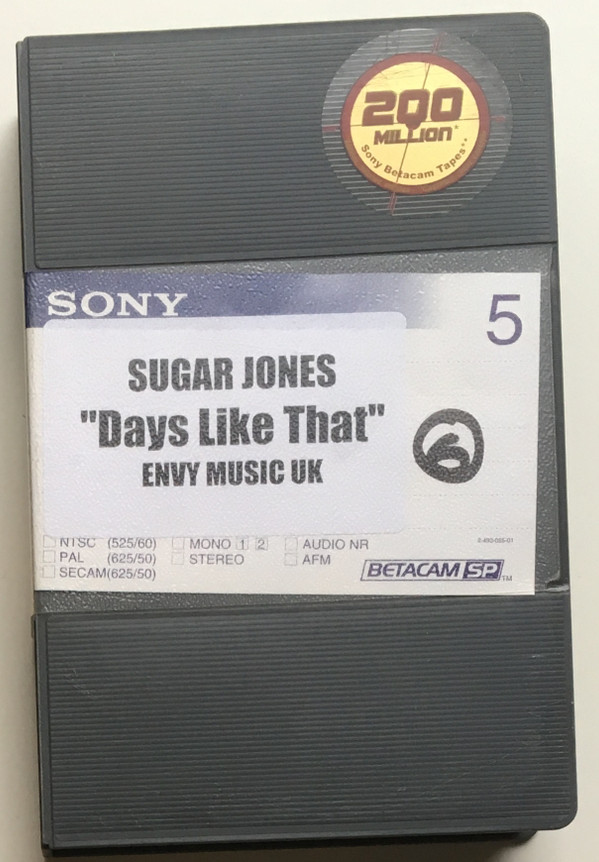 200
MILLION*
Sony Betacam Tapes**
SONY
5
SUGAR JONES
"Days Like That"
ENVY MUSIC UK
NTSC (525/60)
MONO 1 2
AUDIO NR
PAL (625/50)
STEREO
AFM
SECAM(625/50)
BETACAM SP TM